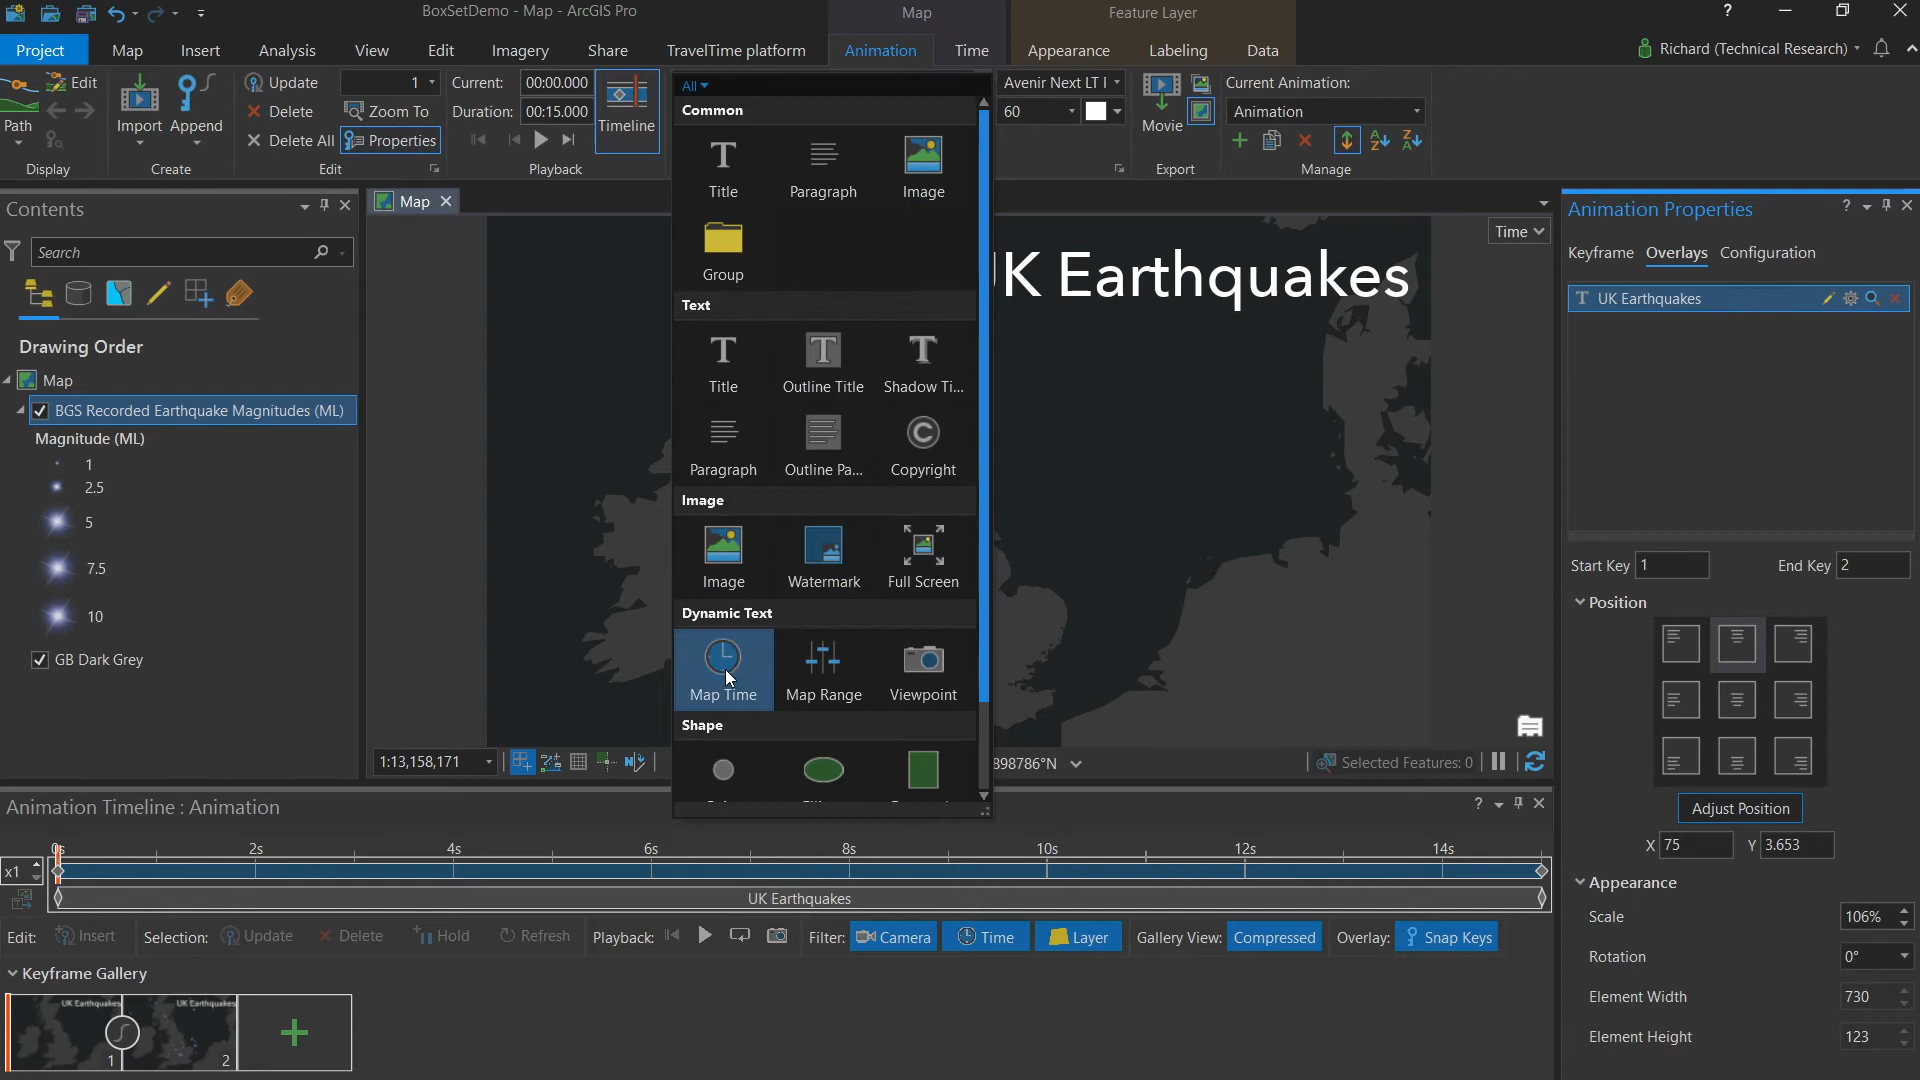 BoxSetDemo - Map - ArcGIS Pro
Map
Feature Layer
?
Project
Map
Insert
Analysis
View
Edit
Imagery
Share
TravelTime platform
Animation
Time
Appearance
Labeling
Data
Richard (Technical Research)
Path
Edit
Display
Import
Append
Create
Update
1
Delete
Zoom To
Delete All
Properties
Edit
Current:
00:00.000
Duration:
00:15.000
Playback
Timeline
All
Common
Title
Paragraph
Image
Group
Text
Title
Outline Title
Shadow Ti...
Paragraph
Outline Pa...
Copyright
Image
Image
Watermark
Full Screen
Dynamic Text
Map Time
Map Range
Viewpoint
Shape
Avenir Next LT
60
Movie
Export
Current Animation:
Animation
Manage
Contents
Search
Drawing Order
Map
BGS Recorded Earthquake Magnitudes (ML)
Magnitude (ML)
1
2.5
5
7.5
10
GB Dark Grey
Map
UK Earthquakes
Time
1:13,158,171
898786°N
Selected Features: 0
Animation Properties
?
Keyframe
Overlays
Configuration
UK Earthquakes
Start Key
1
End Key
2
Position
Adjust Position
X
75
Y
3.653
Appearance
Scale
106%
Rotation
0°
Element Width
730
Element Height
123
Animation Timeline : Animation
?
0s
2s
4s
6s
8s
10s
12s
14s
x1
UK Earthquakes
Edit:
Insert
Selection:
Update
Delete
Hold
Refresh
Playback:
Filter:
Camera
Time
Layer
Gallery View:
Compressed
Overlay:
Snap Keys
Keyframe Gallery
UK Earthquakes
1
UK Earthquakes
2